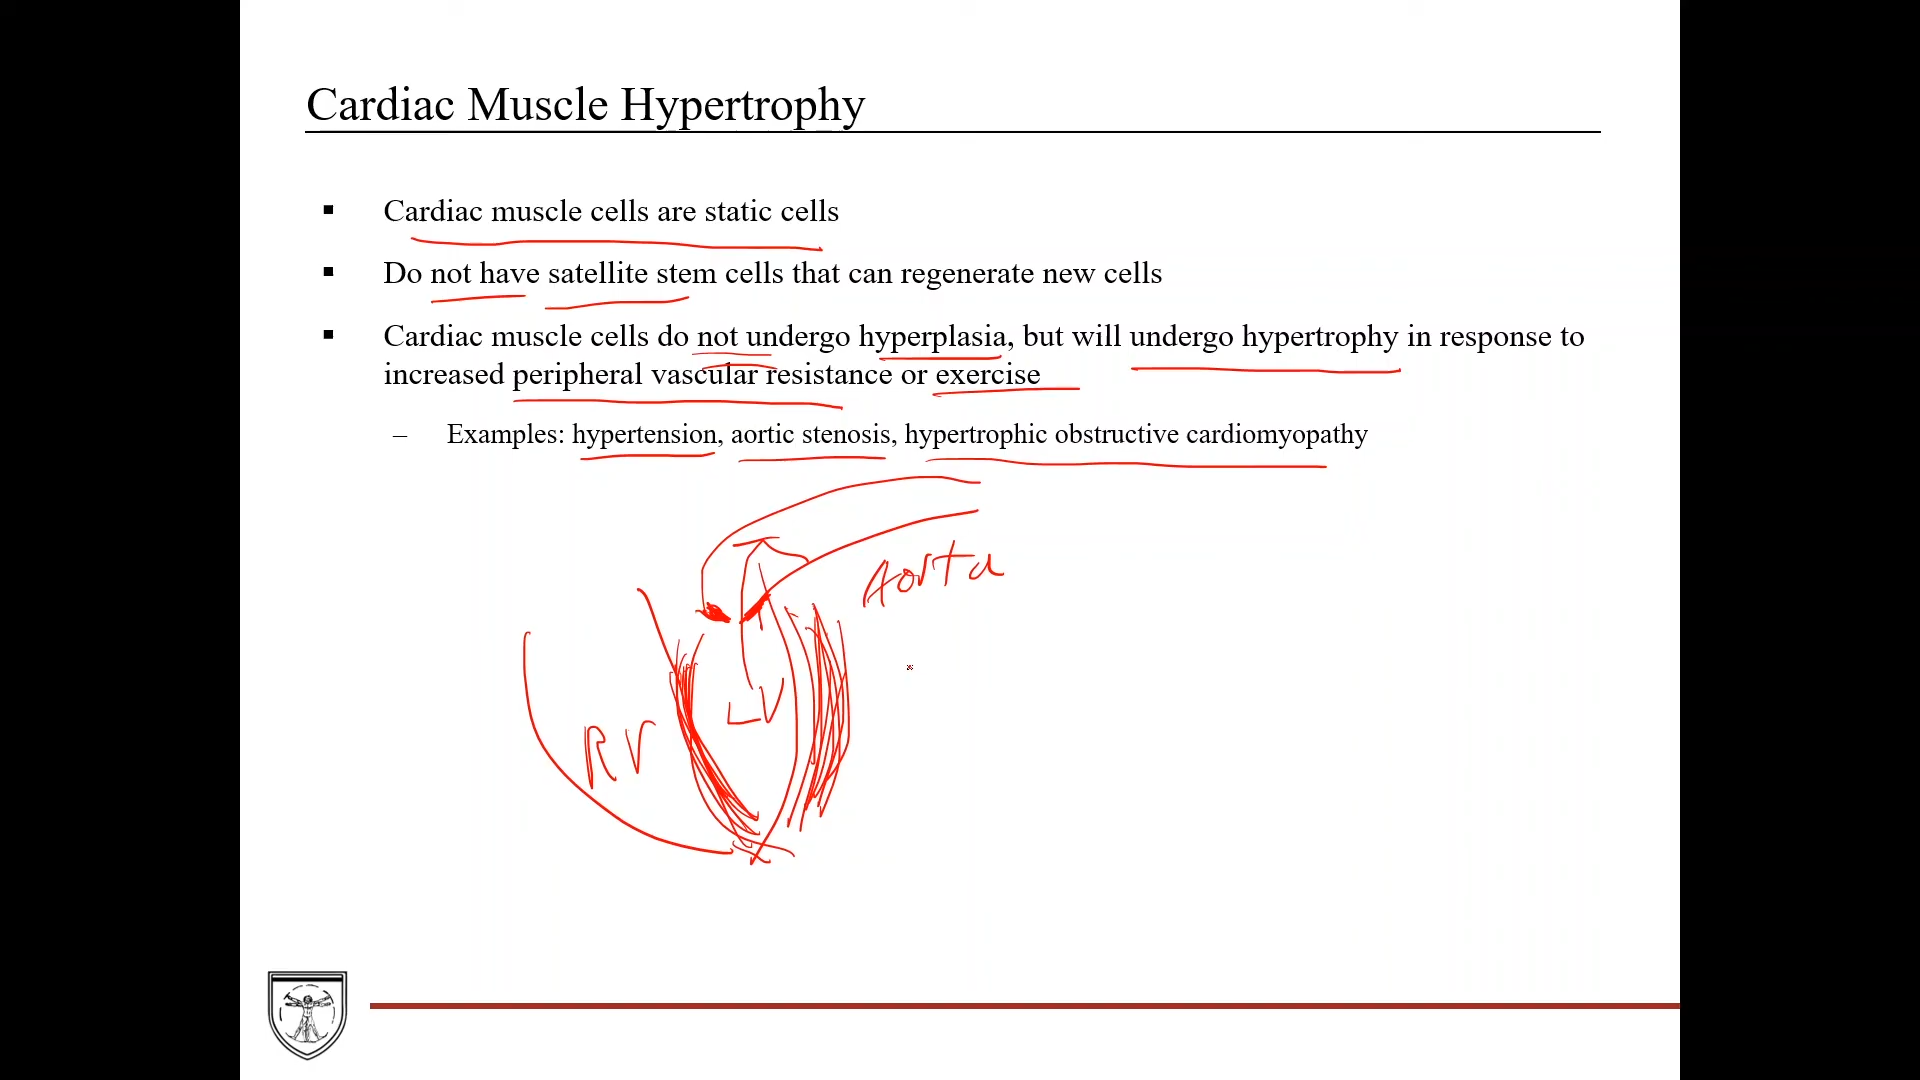 Cardiac Muscle Hypertrophy
▪ Cardiac muscle cells are static cells
▪ Do not have satellite stem cells that can regenerate new cells
▪ Cardiac muscle cells do not undergo hyperplasia, but will undergo hypertrophy in response to
increased peripheral vascular resistance or exercise
– Examples: hypertension, aortic stenosis, hypertrophic obstructive cardiomyopathy
Aorta
LV
RV